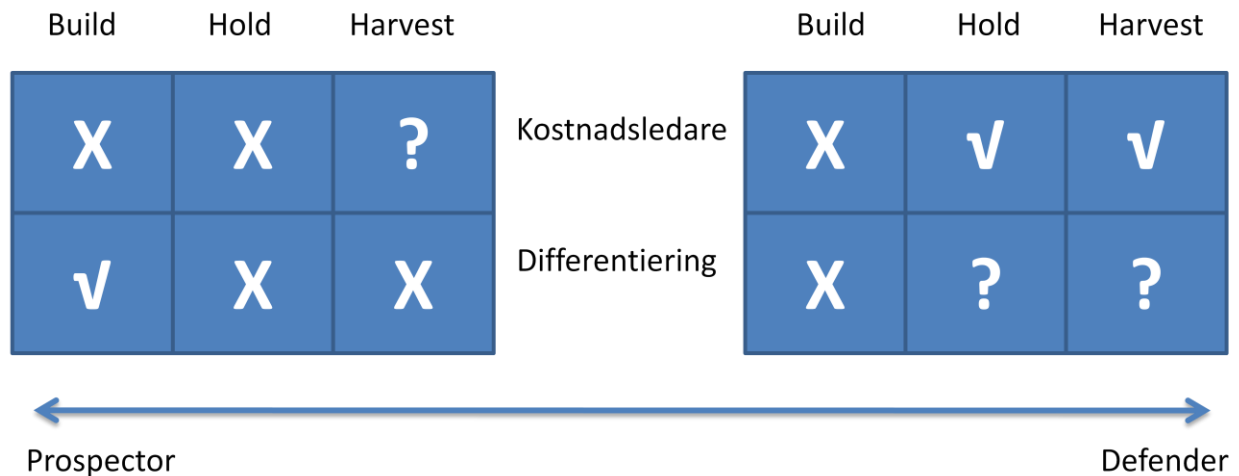 Build Hold Harvest Build Hold Harvest
X X ? Kostnadsledare X √ √
√ X X Differentiering X ? ?
Prospector Defender